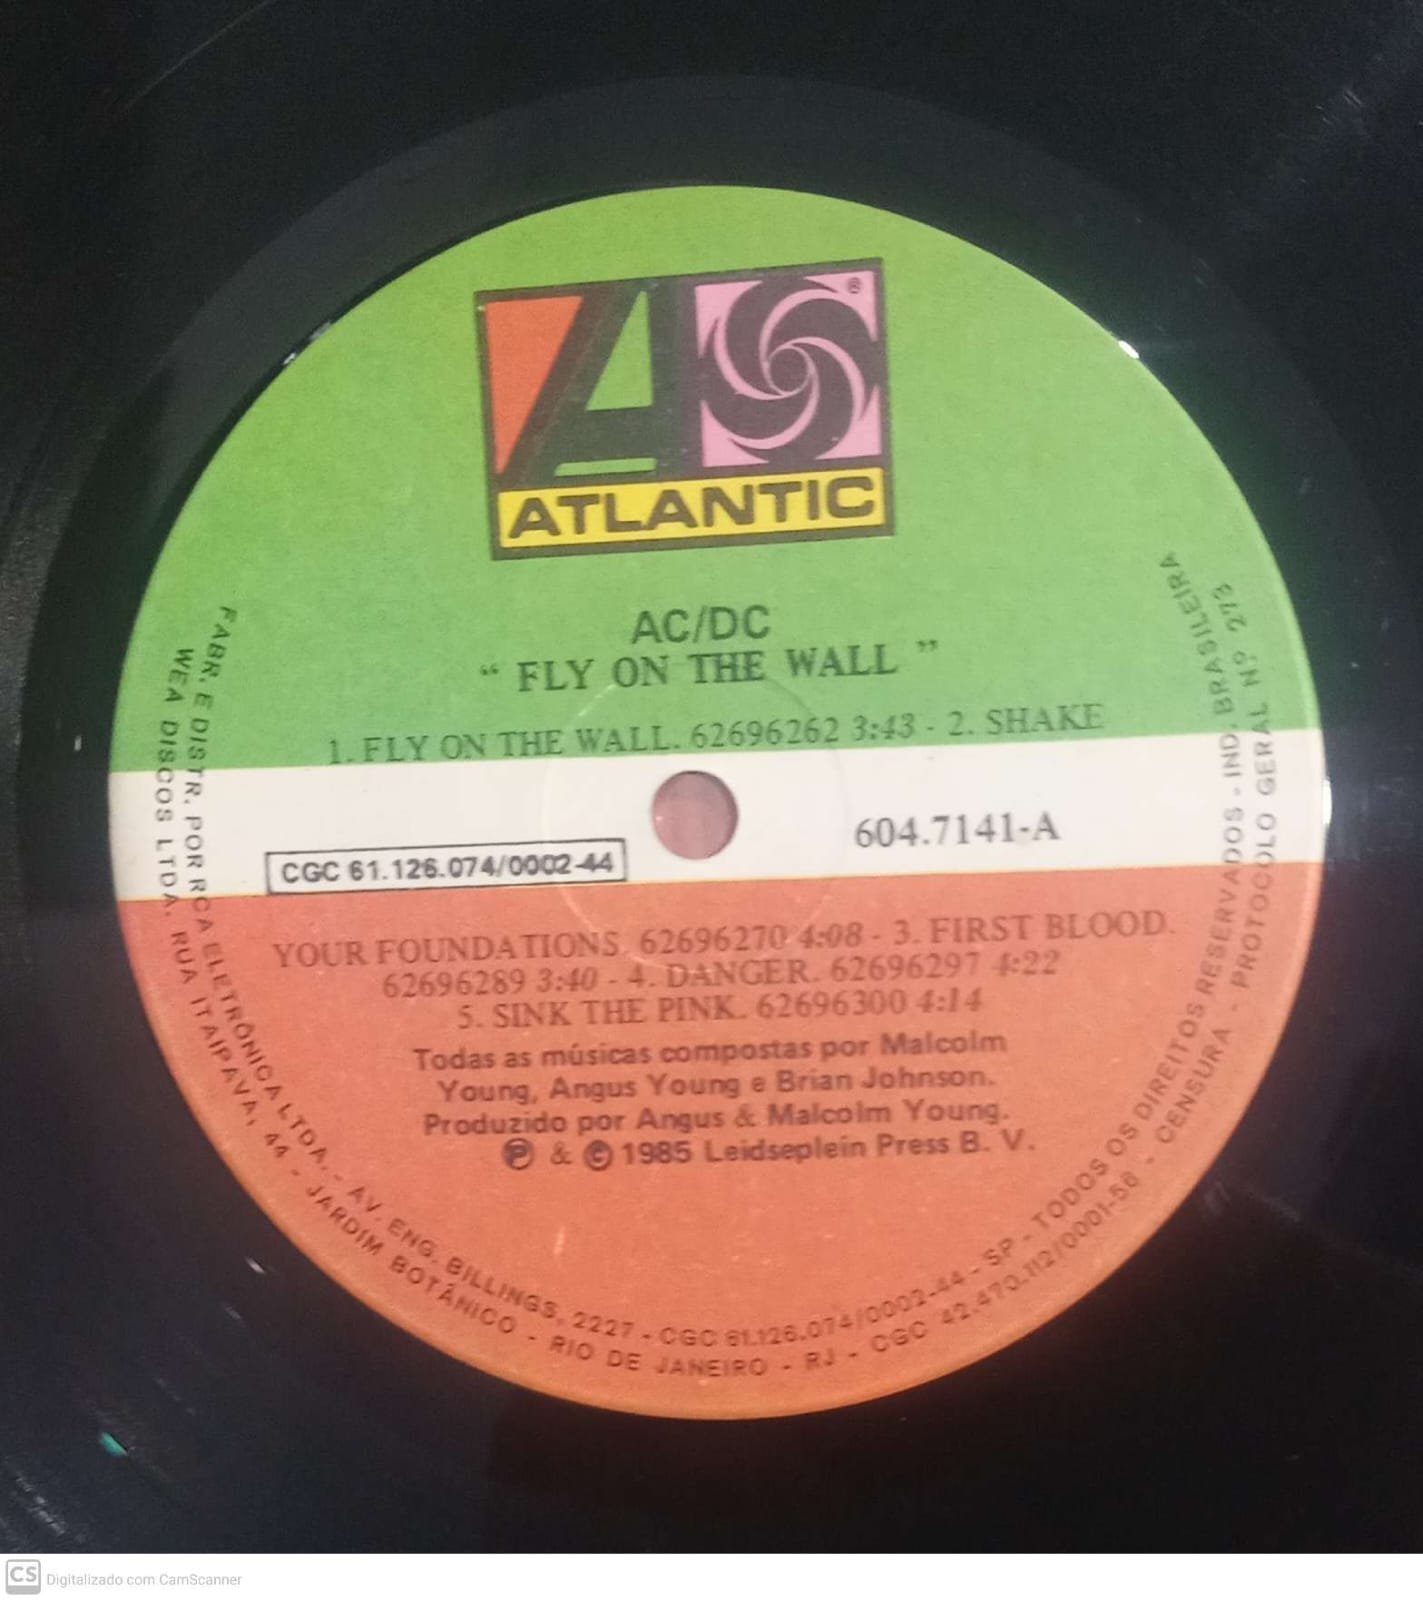 ®
ATLANTIC
AC/DC
“ FLY ON THE WALL ”
1. FLY ON THE WALL. 62696262 3:43 - 2. SHAKE
604.7141-A
CGC 61.126.074/0002-44
YOUR FOUNDATIONS. 62696270 4:08 - 3. FIRST BLOOD.
62696289 3:40 - 4. DANGER. 62696297 4:22
5. SINK THE PINK. 62696300 4:14
Todas as músicas compostas por Malcolm
Young, Angus Young e Brian Johnson.
Produzido por Angus & Malcolm Young.
℗ & © 1985 Leidseplein Press B. V.
FABR. E DISTR. POR RCA ELETRÔNICA LTDA. - AV. ENG. BILLINGS, 2227 - CGC 61.126.074/0002-44 - SP - TODOS OS DIREITOS RESERVADOS - IND. BRASILEIRA
WEA DISCOS LTDA. RUA ITAIPAVA, 44 - JARDIM BOTÂNICO - RIO DE JANEIRO - RJ - CGC 42.470.112/0001-56 - CENSURA - PROTOCOLO GERAL Nº 273
CS Digitalizado com CamScanner